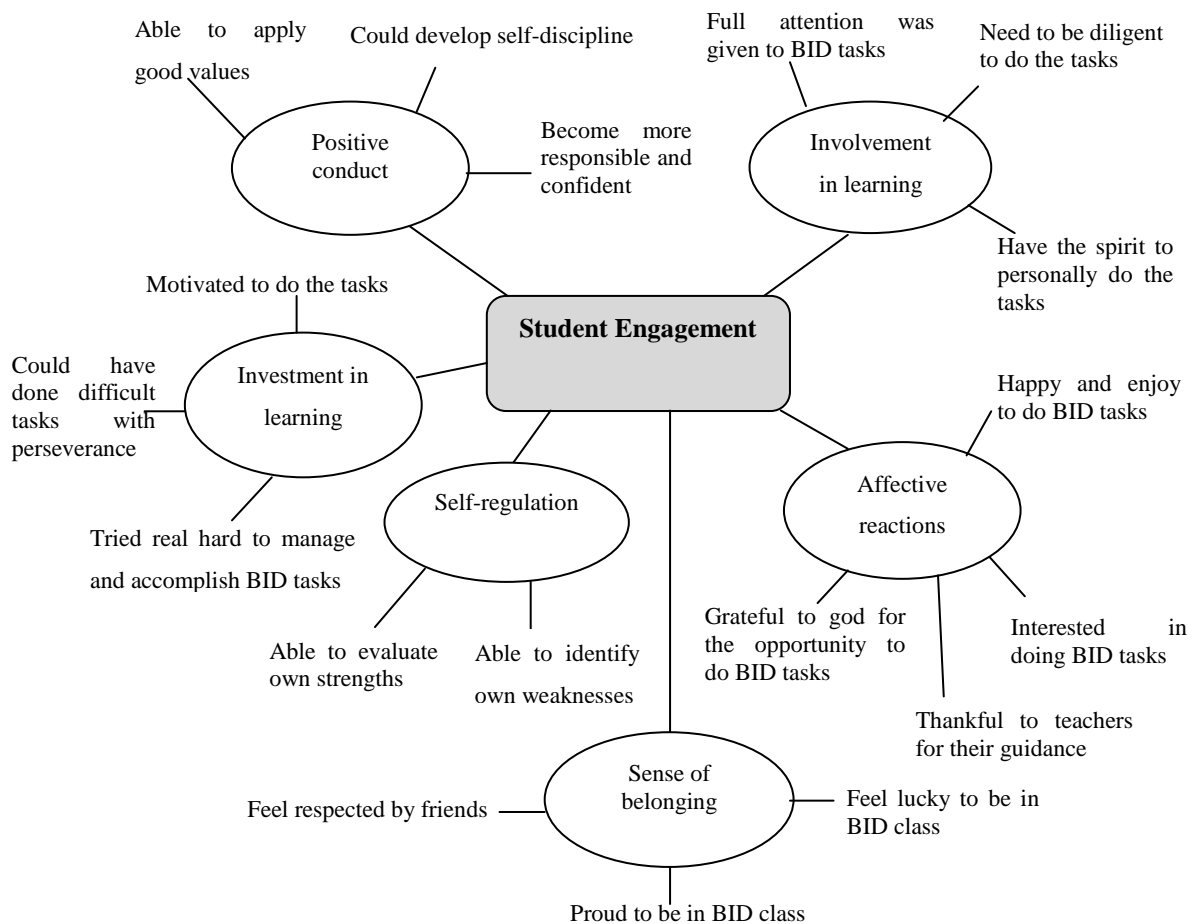 Able to apply
good values
Could develop self-discipline
Positive
conduct
Become more
responsible and
confident
Full attention was
given to BID tasks
Need to be diligent
to do the tasks
Involvement
in learning
Have the spirit to
personally do the
tasks
Student Engagement
Motivated to do the tasks
Could have
done difficult
tasks with
perseverance
Investment in
learning
Tried real hard to manage
and accomplish BID tasks
Self-regulation
Able to evaluate
own strengths
Able to identify
own weaknesses
Happy and enjoy
to do BID tasks
Affective
reactions
Grateful to god for
the opportunity to
do BID tasks
Interested in
doing BID tasks
Thankful to teachers
for their guidance
Sense of
belonging
Feel respected by friends
Feel lucky to be in
BID class
Proud to be in BID class